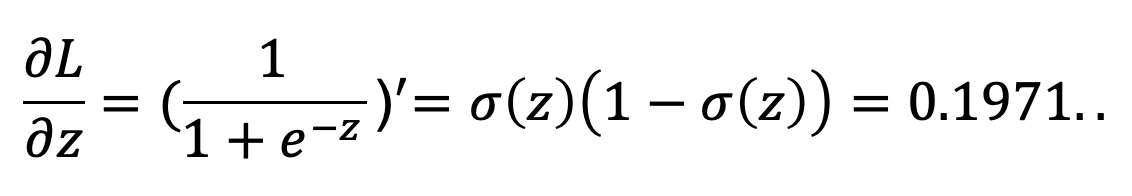 ∂L/∂z = (1/(1 + e^{−z}))′ = σ(z)(1 − σ(z)) = 0.1971..